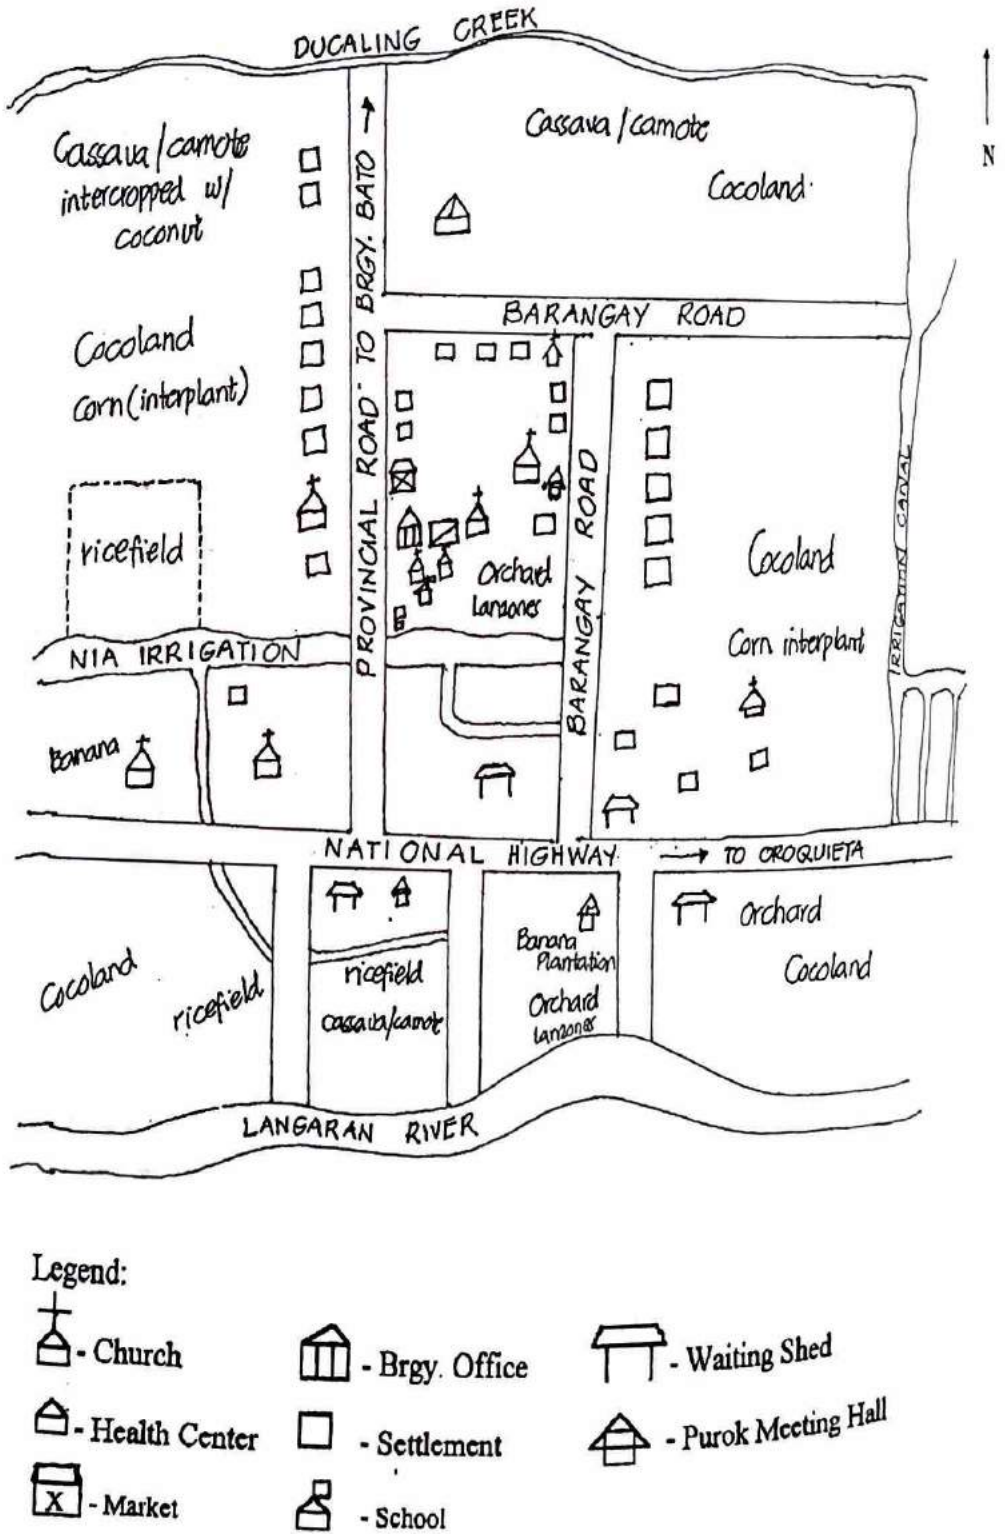 DUCALING CREEK
N
Cassava/camote
intercropped w/
coconut
Cassava/camote
Cocoland
PROVINCIAL ROAD TO BRGY. BATO
BARANGAY ROAD
Cocoland
Corn (interplant)
ricefield
BARANGAY ROAD
IRRIGATION CANAL
Orchard
Lanzones
Cocoland
Corn interplant
NIA IRRIGATION
Banana
NATIONAL HIGHWAY
TO OROQUIETA
Cocoland
ricefield
ricefield
cassava/camote
Banana
Plantation
Orchard
Lanzones
Orchard
Cocoland
LANGARAN RIVER
Legend:
- Church
- Brgy. Office
- Waiting Shed
- Health Center
- Settlement
- Purok Meeting Hall
X - Market
- School